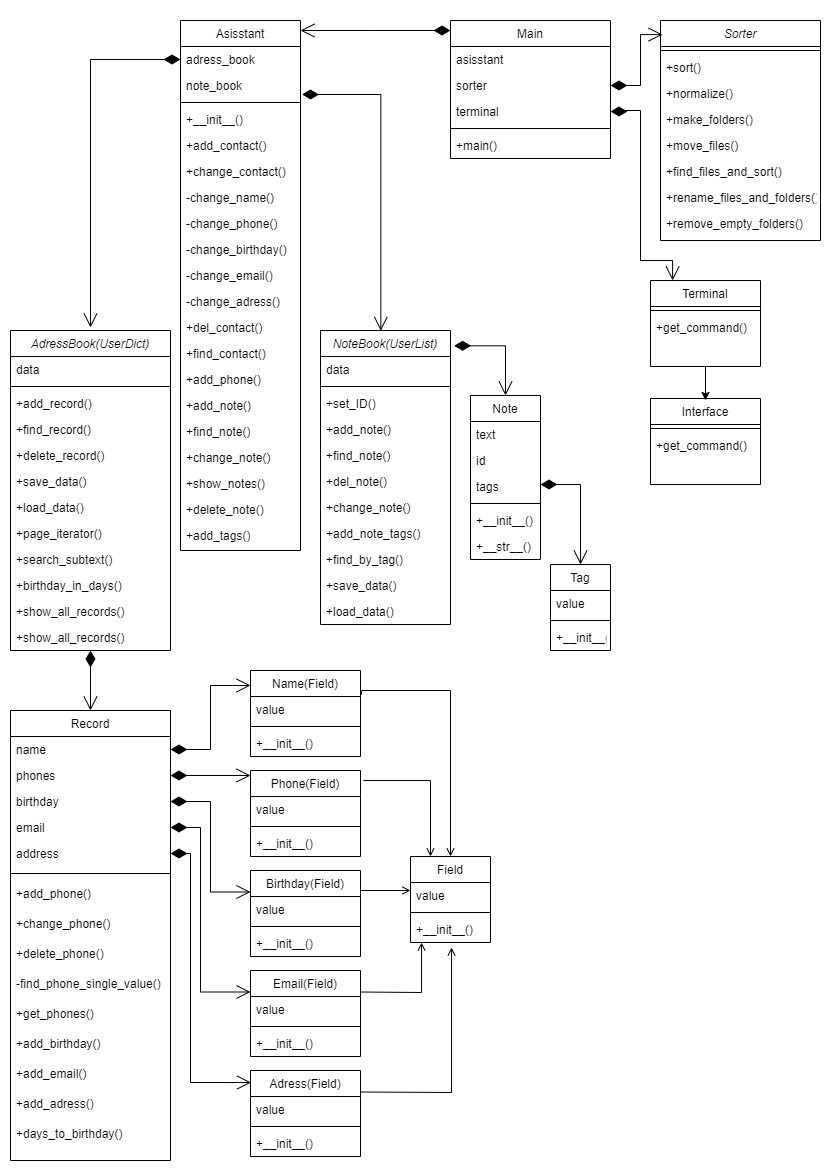 Asisstant
adress_book
note_book
+__init__()
+add_contact()
+change_contact()
-change_name()
-change_phone()
-change_birthday()
-change_email()
-change_adress()
+del_contact()
+find_contact()
+add_phone()
+add_note()
+find_note()
+change_note()
+show_notes()
+delete_note()
+add_tags()
Main
asisstant
sorter
terminal
+main()
Sorter
+sort()
+normalize()
+make_folders()
+move_files()
+find_files_and_sort()
+rename_files_and_folders()
+remove_empty_folders()
Terminal
+get_command()
Interface
+get_command()
AdressBook(UserDict)
data
+add_record()
+find_record()
+delete_record()
+save_data()
+load_data()
+page_iterator()
+search_subtext()
+birthday_in_days()
+show_all_records()
+show_all_records()
NoteBook(UserList)
data
+set_ID()
+add_note()
+find_note()
+del_note()
+change_note()
+add_note_tags()
+find_by_tag()
+save_data()
+load_data()
Note
text
id
tags
+__init__()
+__str__()
Tag
value
+__init__(
Record
name
phones
birthday
email
address
+add_phone()
+change_phone()
+delete_phone()
-find_phone_single_value()
+get_phones()
+add_birthday()
+add_email()
+add_adress()
+days_to_birthday()
Name(Field)
value
+__init__()
Phone(Field)
value
+__init__()
Birthday(Field)
value
+__init__()
Email(Field)
value
+__init__()
Adress(Field)
value
+__init__()
Field
value
+__init__()